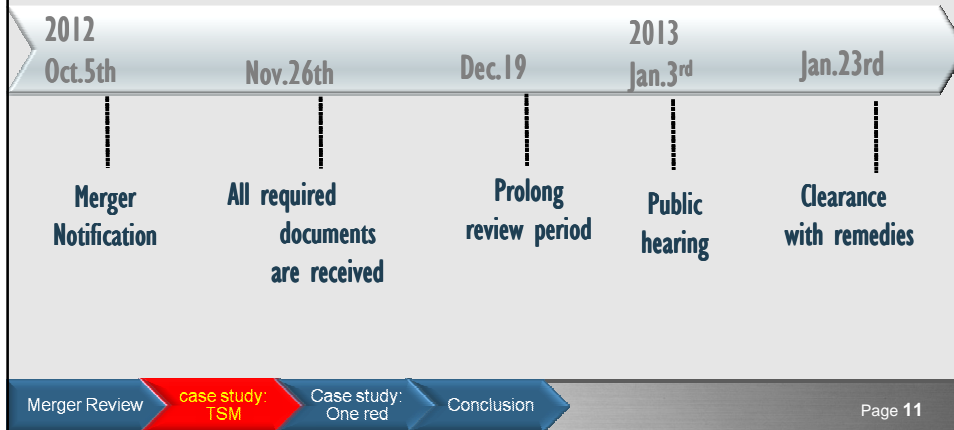 2012
Oct.5th
Nov.26th
Dec.19
2013
Jan.3rd
Jan.23rd
Merger
Notification
All required
documents
are received
Prolong
review period
Public
hearing
Clearance
with remedies
Merger Review
case study:
TSM
Case study:
One red
Conclusion
Page 11